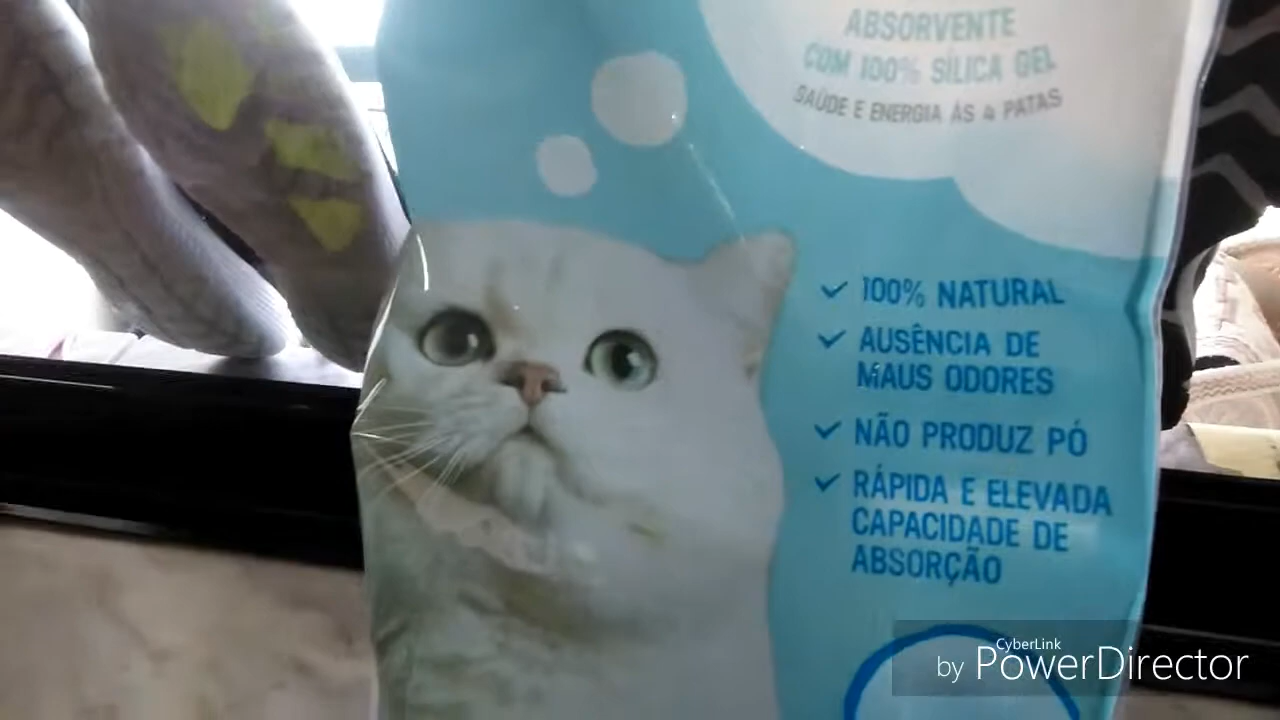 ABSORVENTE
COM 100% SÍLICA GEL
SAÚDE E ENERGIA ÁS 4 PATAS
100% NATURAL
AUSÊNCIA DE
MAUS ODORES
NÃO PRODUZ PÓ
RÁPIDA E ELEVADA
CAPACIDADE DE
ABSORÇÃO
CyberLink
by PowerDirector